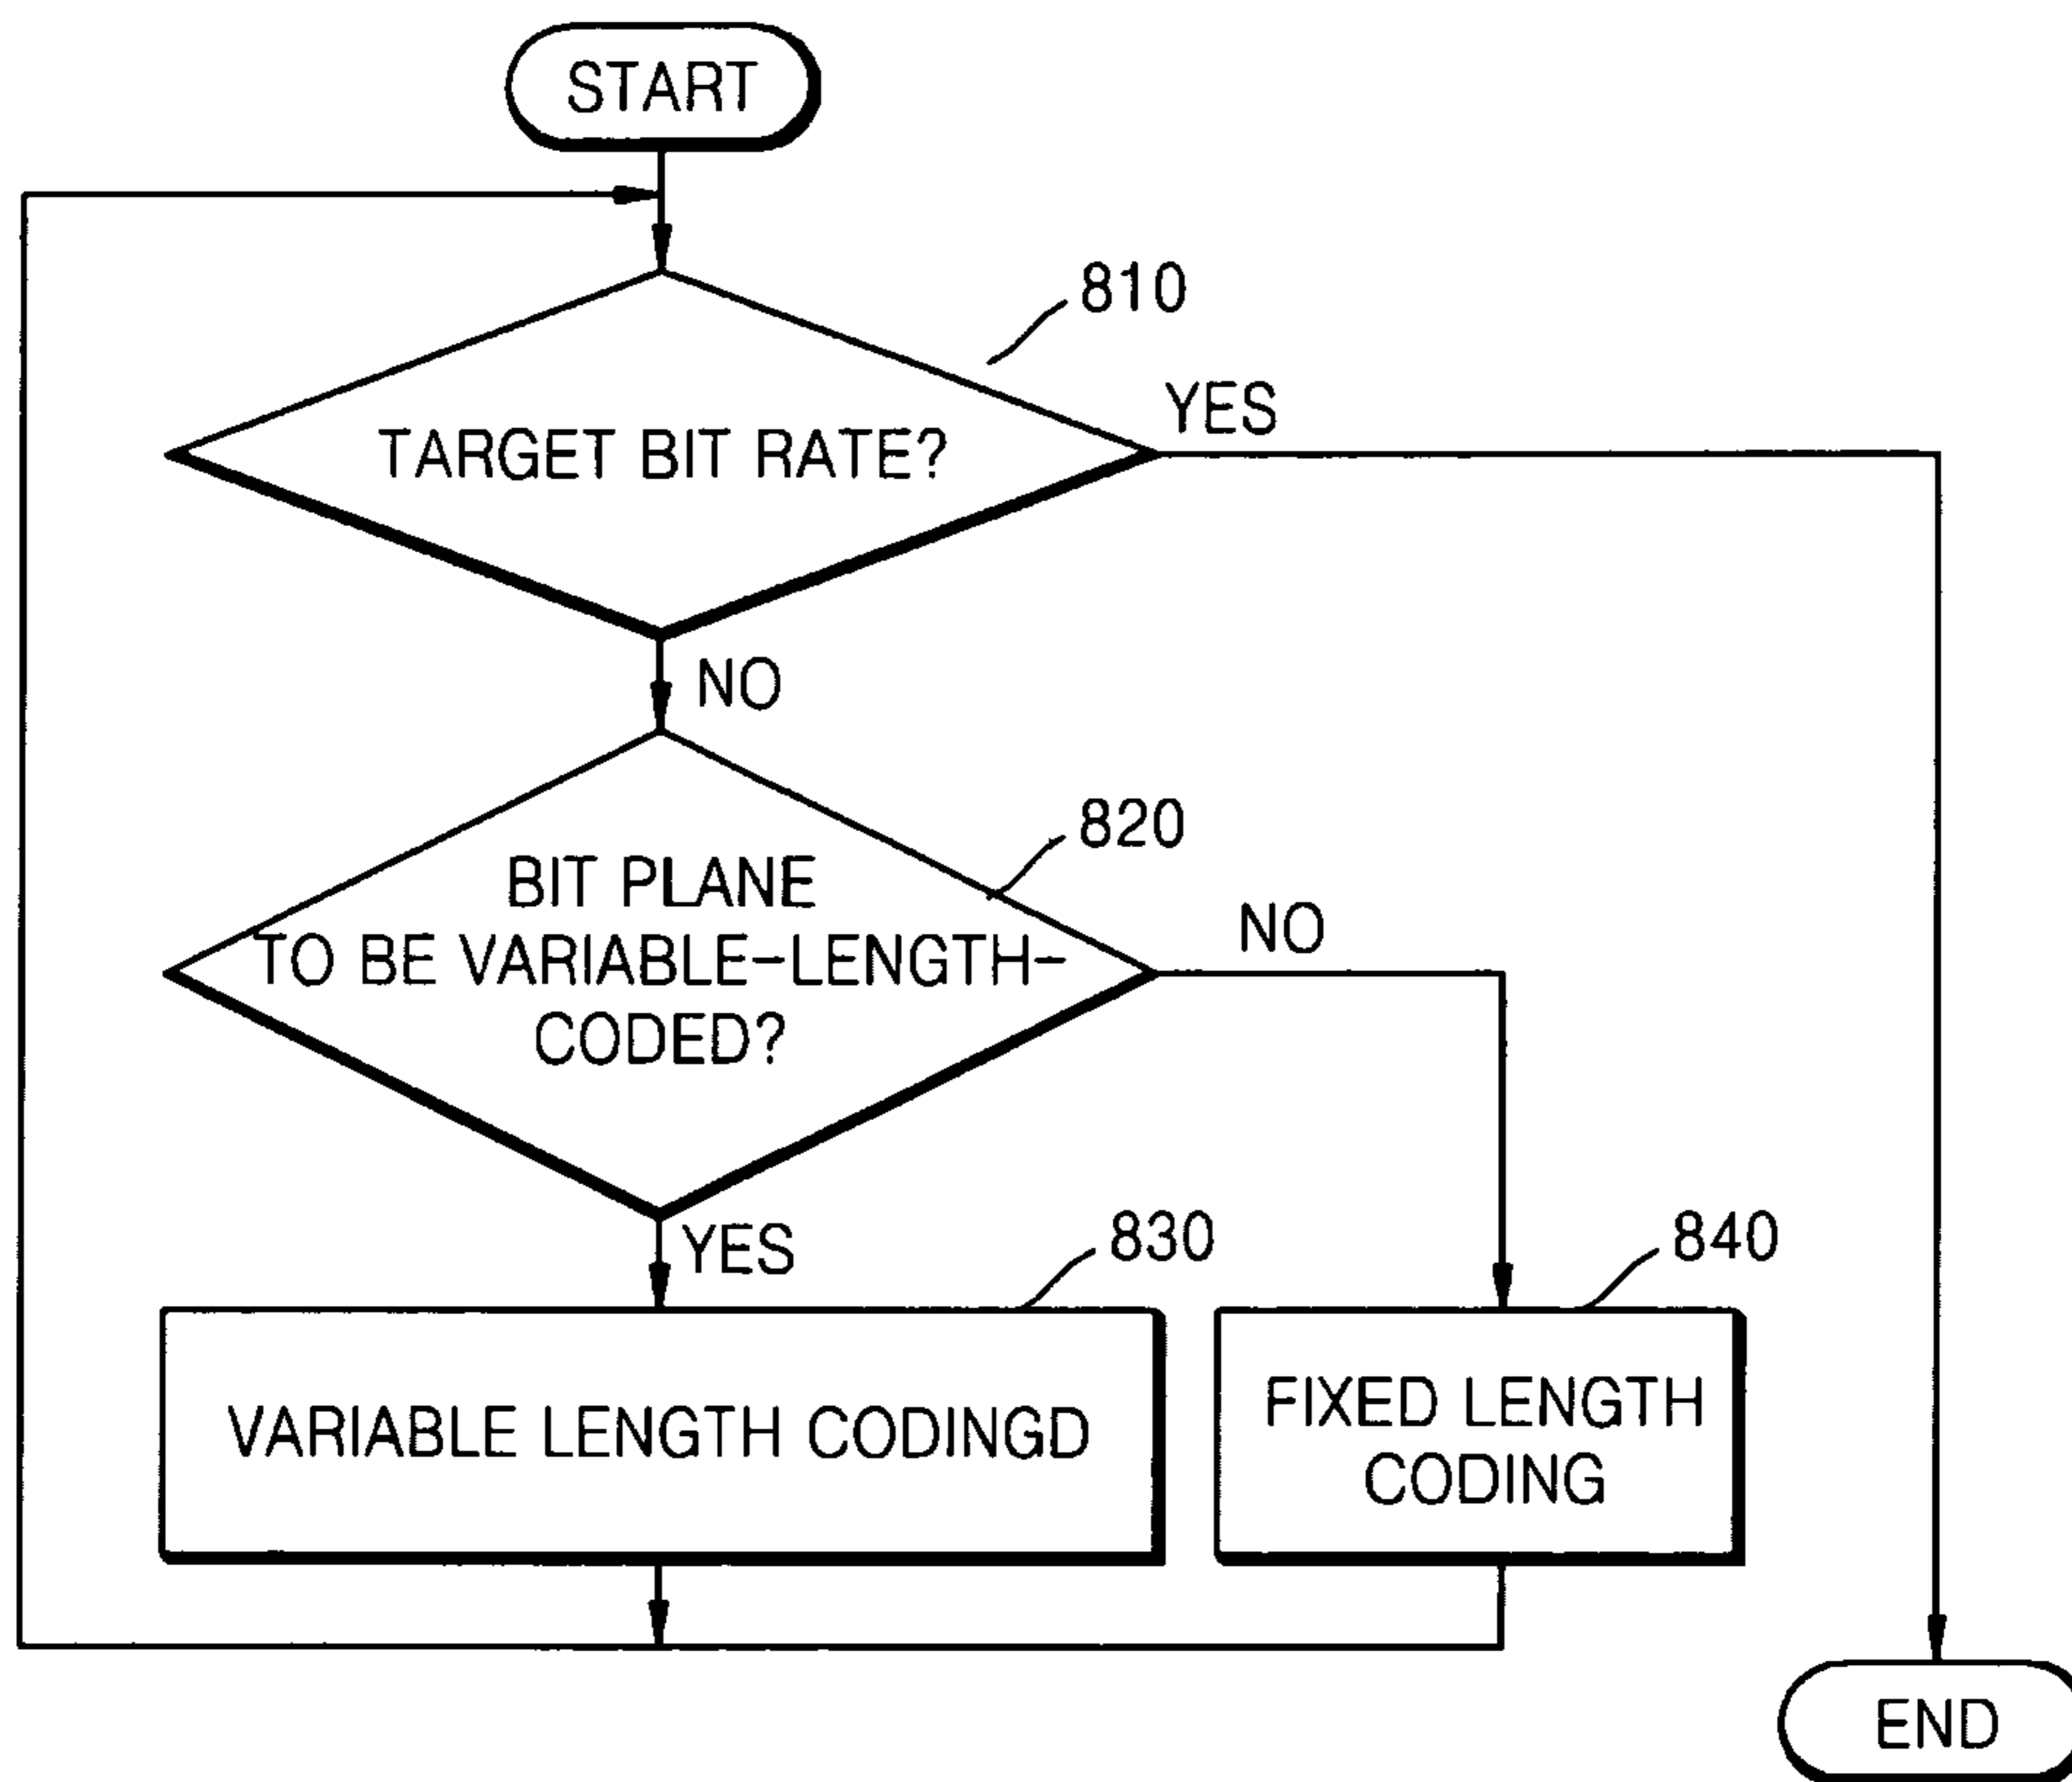 START
810
YES
TARGET BIT RATE?
NO
820
BIT PLANE
TO BE VARIABLE-LENGTH-
CODED?
NO
YES
830
840
VARIABLE LENGTH CODINGD
FIXED LENGTH
CODING
END